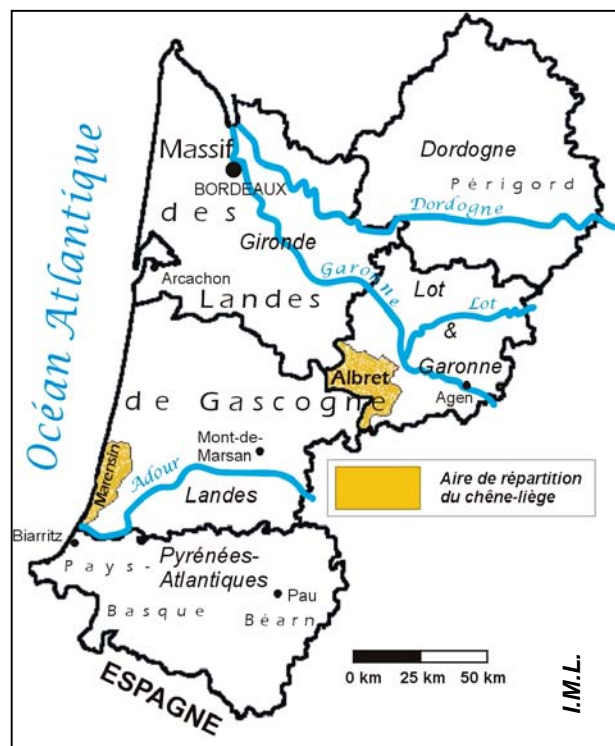 Océan Atlantique
Massif
BORDEAUX
des
Gironde
Arcachon
Landes
Dordogne
Périgord
Dordogne
Garonne
Lot
Lot
&
Garonne
Agen
Albret
de Gascogne
Mont-de-
Marsan
Marensin
Adour
Landes
Aire de répartition
du chêne-liège
Biarritz
Pyrénées-
Atlantiques
Pays-
Basque
Pau
Béarn
ESPAGNE
0 km 25 km 50 km
I.M.L.